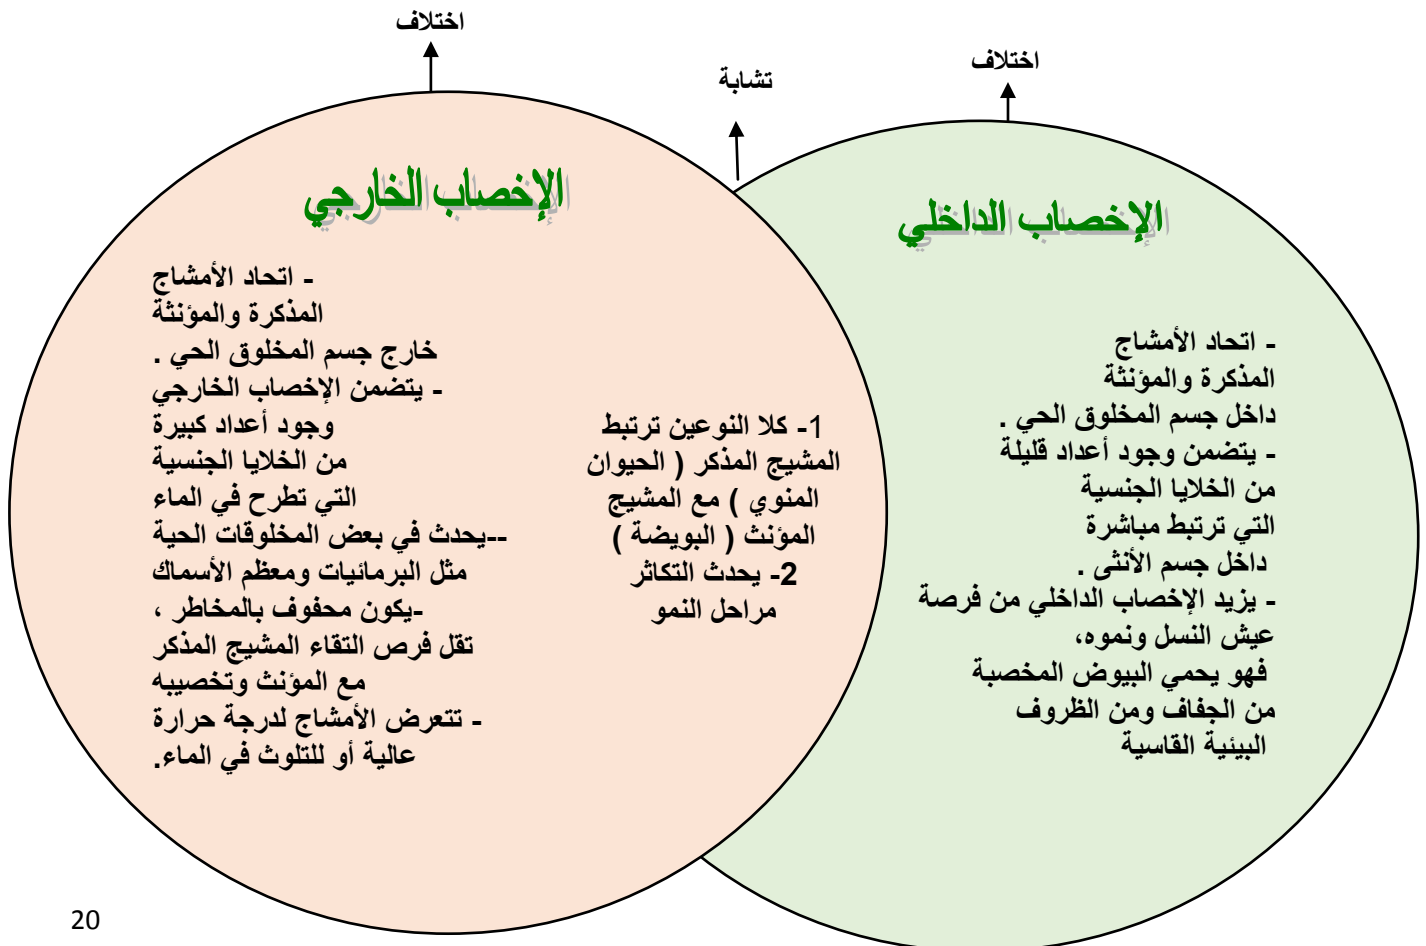 اختلاف
تشابة
اختلاف
الإخصاب الخارجي
- اتحاد الأمشاج
المذكرة والمؤنثة
خارج جسم المخلوق الحي .
- يتضمن الإخصاب الخارجي
وجود أعداد كبيرة
من الخلايا الجنسية
التي تطرح في الماء
--يحدث في بعض المخلوقات الحية
مثل البرمائيات ومعظم الأسماك
-يكون محفوف بالمخاطر ،
تقل فرص التقاء المشيج المذكر
مع المؤنث وتخصيبه
- تتعرض الأمشاج لدرجة حرارة
عالية أو للتلوث في الماء.
1- كلا النوعين ترتبط
المشيج المذكر ( الحيوان
المنوي ) مع المشيج
المؤنث ( البويضة )
2- يحدث التكاثر
مراحل النمو
الإخصاب الداخلي
- اتحاد الأمشاج
المذكرة والمؤنثة
داخل جسم المخلوق الحي .
- يتضمن وجود أعداد قليلة
من الخلايا الجنسية
التي ترتبط مباشرة
داخل جسم الأنثى .
- يزيد الإخصاب الداخلي من فرصة
عيش النسل ونموه،
فهو يحمي البيوض المخصبة
من الجفاف ومن الظروف
البيئية القاسية
20